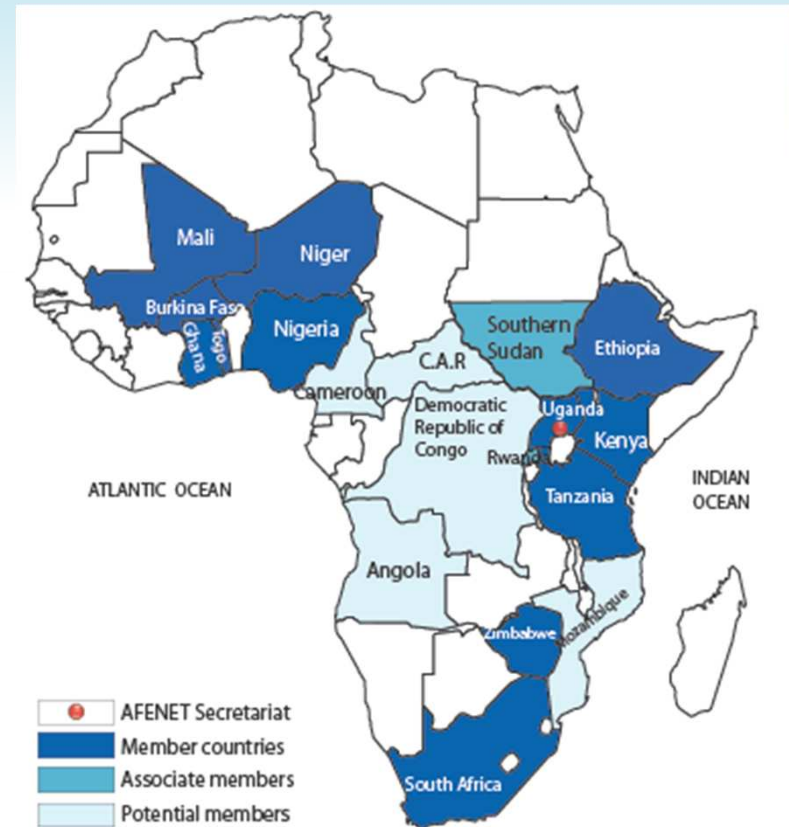 Mali
Niger
Burkina Faso
Ghana
Togo
Nigeria
Southern
Sudan
Ethiopia
C.A.R
Cameroon
Democratic
Republic of
Congo
Uganda
Kenya
Rwanda
Tanzania
ATLANTIC OCEAN
INDIAN
OCEAN
Angola
Mozambique
Zimbabwe
South Africa
AFENET Secretariat
Member countries
Associate members
Potential members